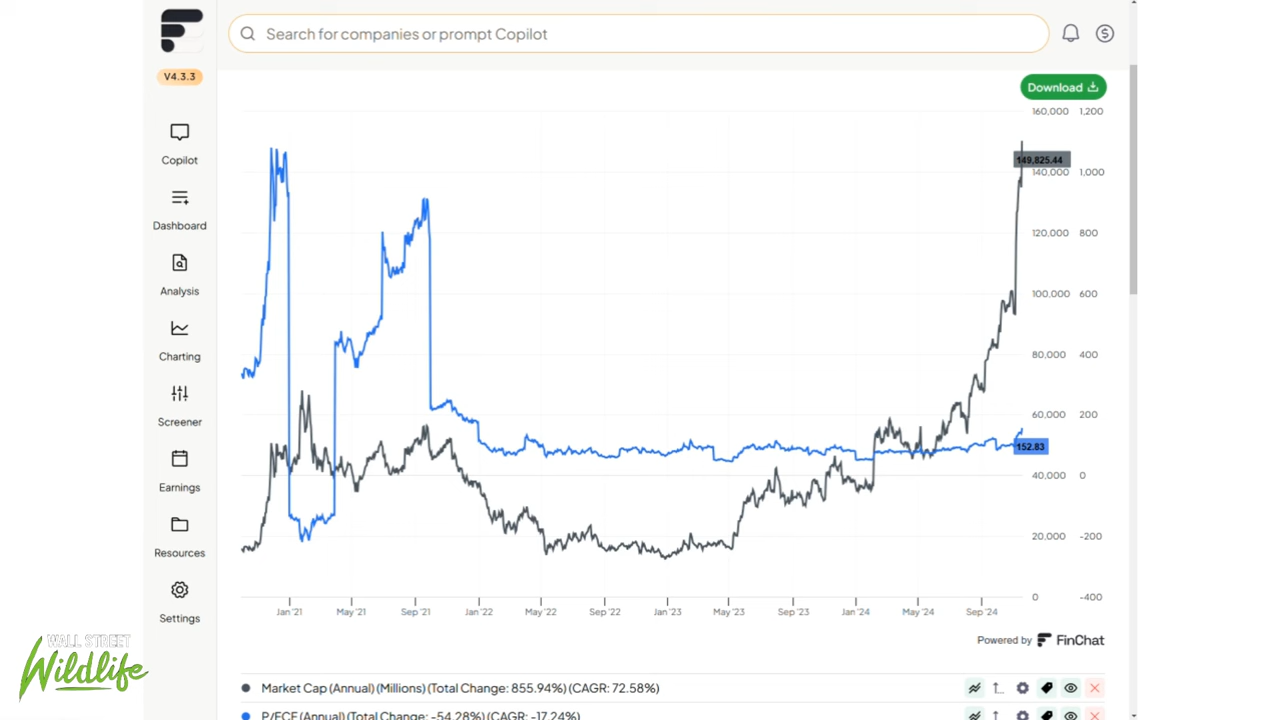 Search for companies or prompt Copilot
V4.3.3
Copilot
Dashboard
Analysis
Charting
Screener
Earnings
Resources
Settings
Download
160,000 1,200
149,825.44
140,000 1,000
120,000 800
100,000 600
80,000 400
60,000 200
152.83
40,000 0
20,000 -200
0 -400
Jan '21 May '21 Sep '21 Jan '22 May '22 Sep '22 Jan '23 May '23 Sep '23 Jan '24 May '24 Sep '24
Powered by FinChat
Market Cap (Annual) (Millions) (Total Change: 855.94%) (CAGR: 72.58%)
P/FCF (Annual) (Total Change: -54.28%) (CAGR: -17.24%)
WALL STREET
Wildlife